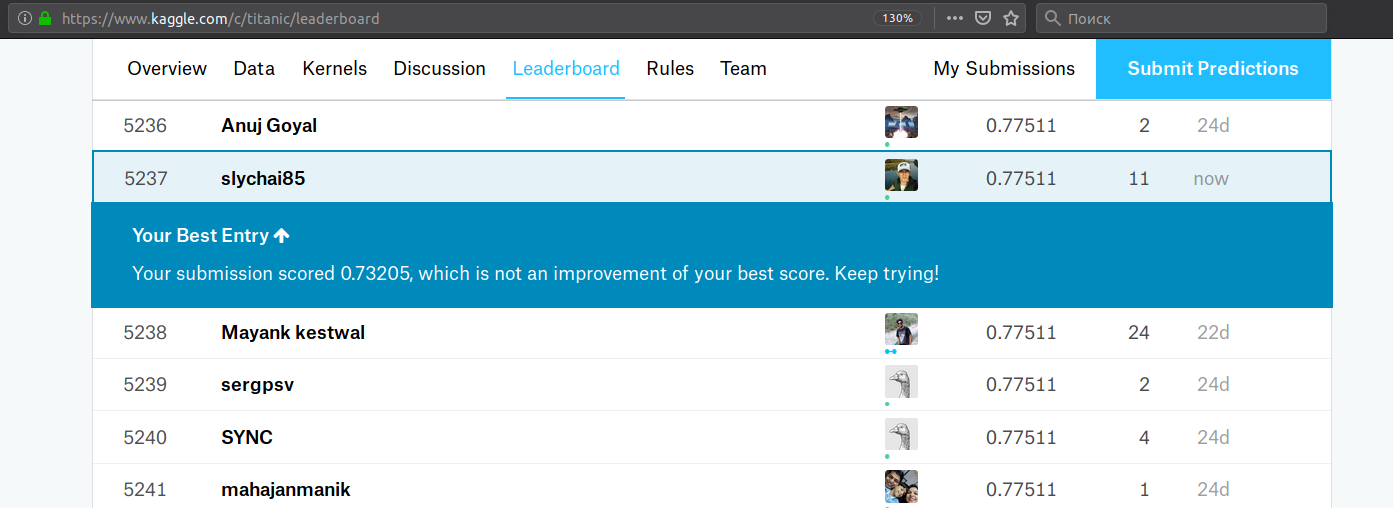 https://www.kaggle.com/c/titanic/leaderboard 130% Поиск
Overview Data Kernels Discussion Leaderboard Rules Team My Submissions Submit Predictions
5236 Anuj Goyal 0.77511 2 24d
5237 slychai85 0.77511 11 now
Your Best Entry
Your submission scored 0.73205, which is not an improvement of your best score. Keep trying!
5238 Mayank kestwal 0.77511 24 22d
5239 sergpsv 0.77511 2 24d
5240 SYNC 0.77511 4 24d
5241 mahajanmanik 0.77511 1 24d